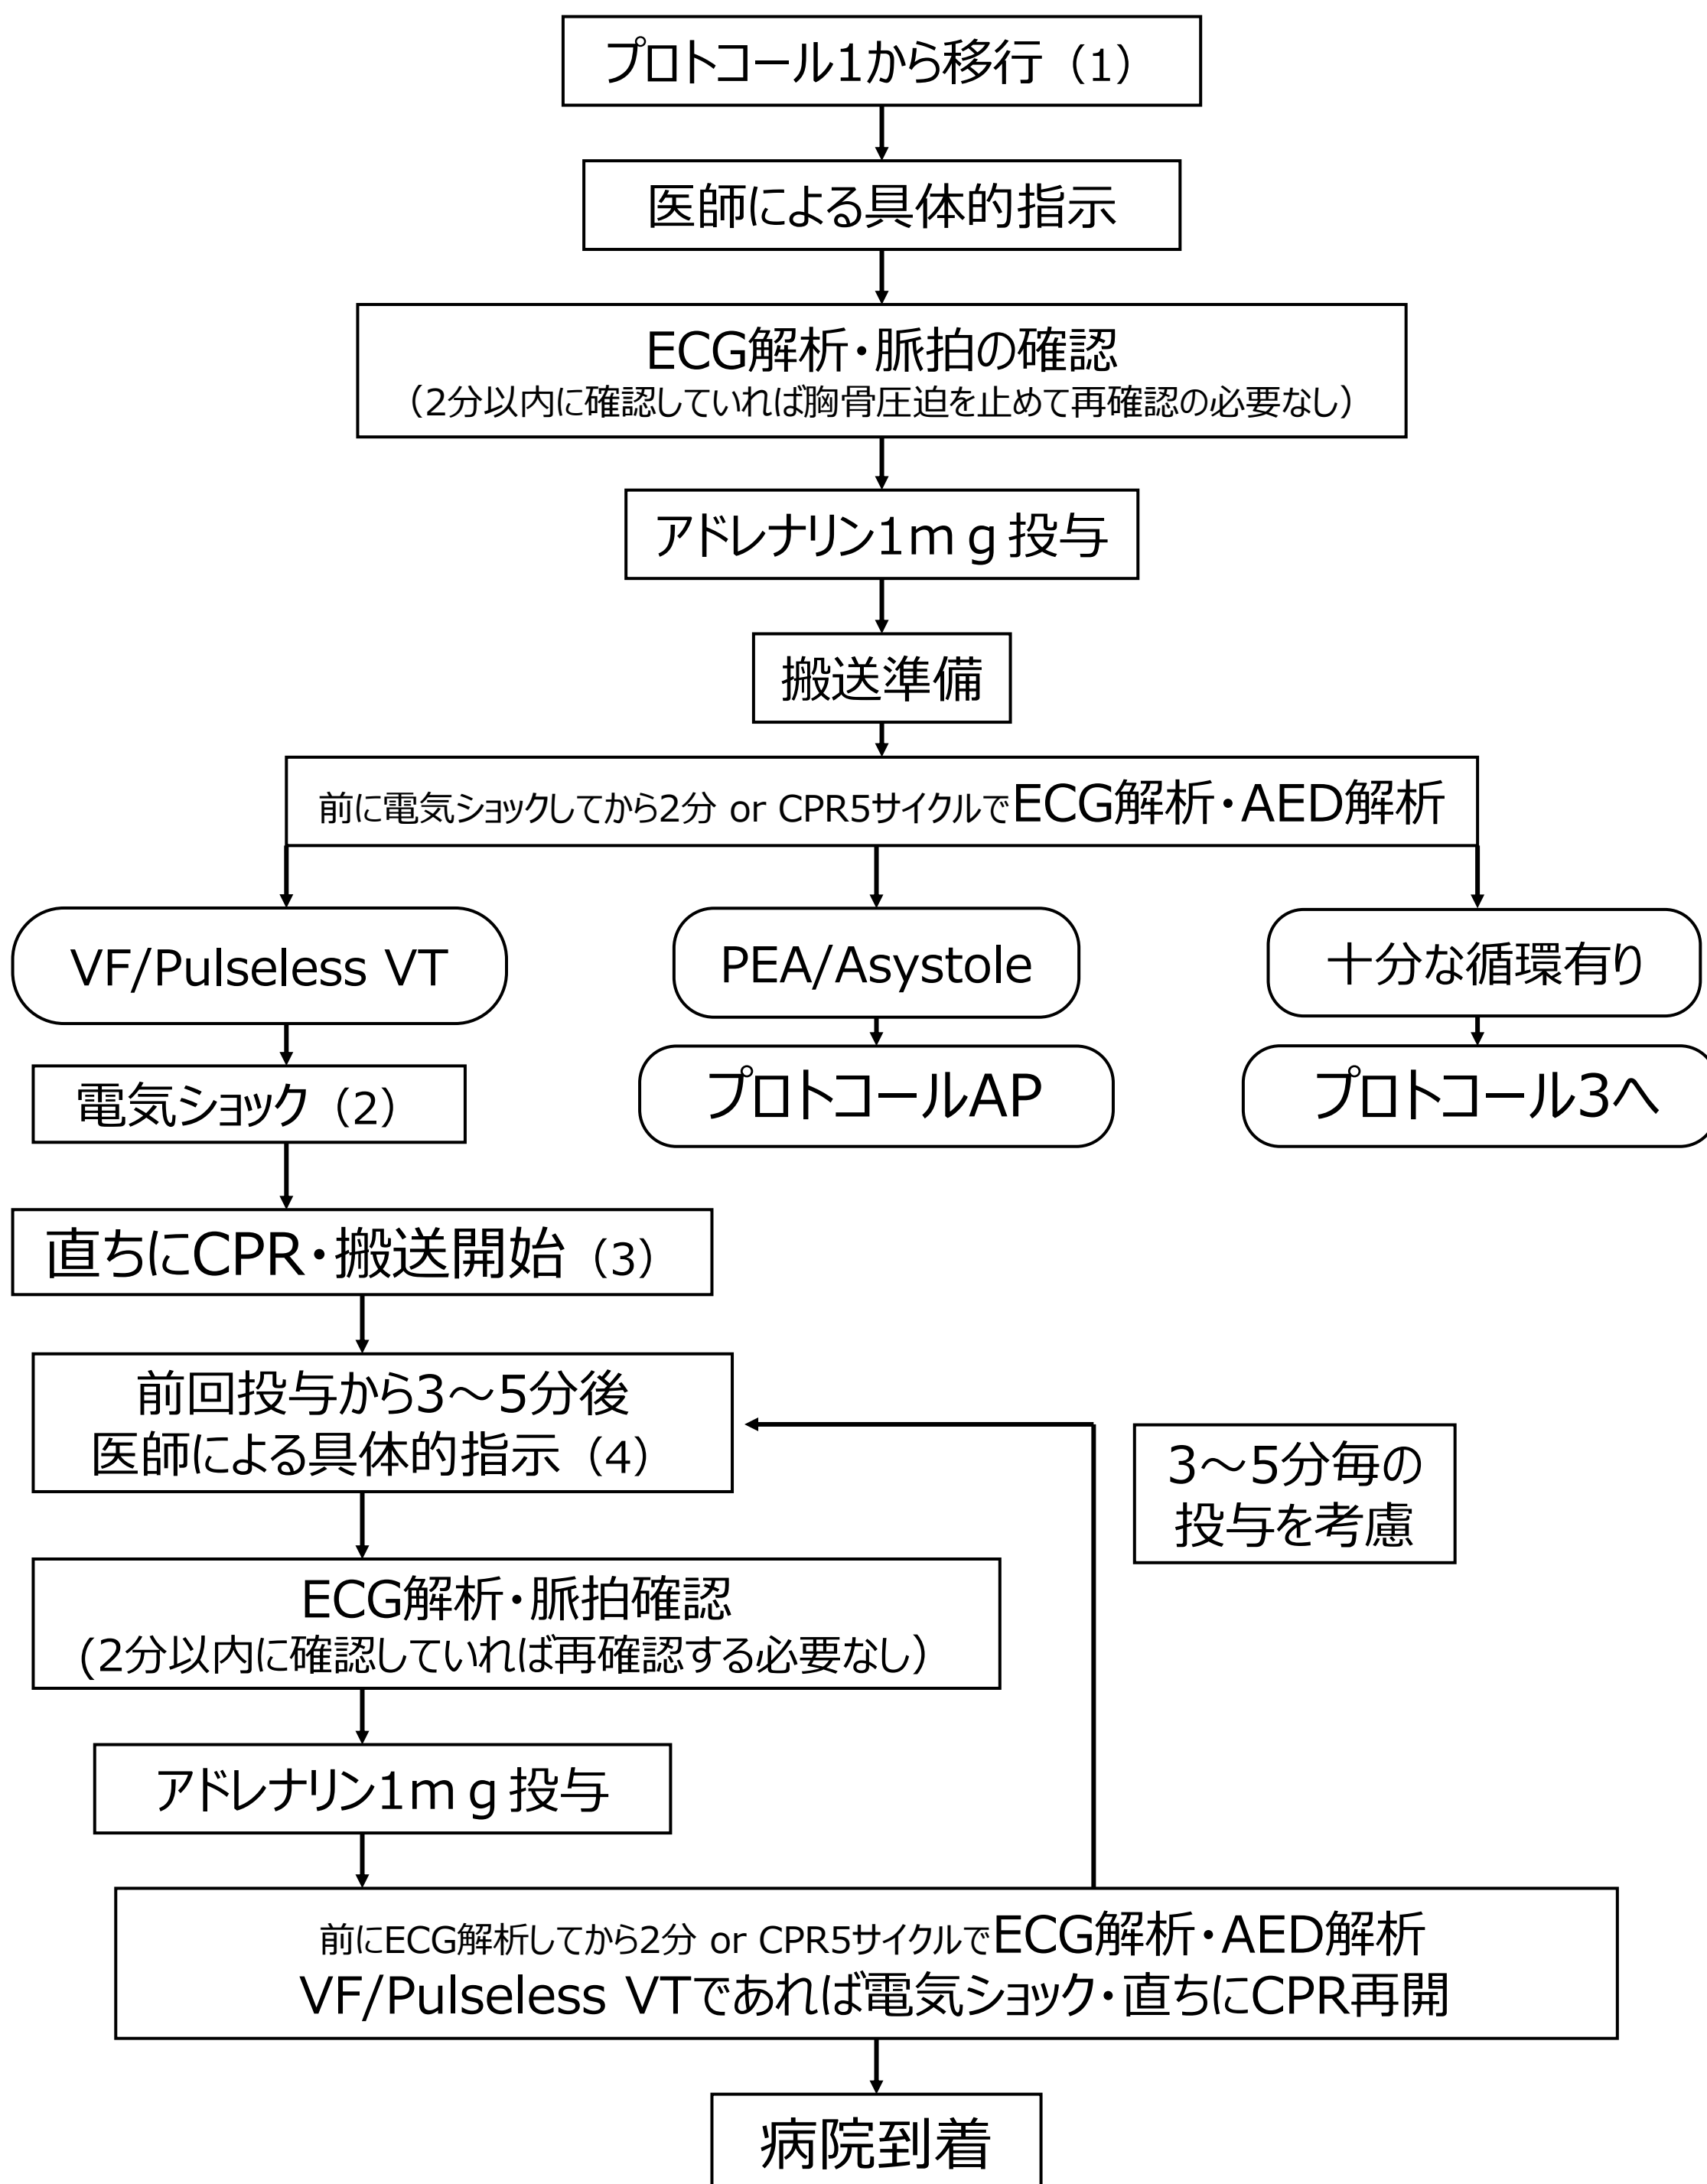 プロトコール1から移行（1）
医師による具体的指示
ECG解析・脈拍の確認
（2分以内に確認していれば胸骨圧迫を止めて再確認の必要なし）
アドレナリン1ｍｇ投与
搬送準備
前に電気ショックしてから2分 or CPR5サイクルでECG解析・AED解析
VF/Pulseless VT
PEA/Asystole
十分な循環有り
電気ショック（2）
プロトコールAP
プロトコール3へ
直ちにCPR・搬送開始（3）
前回投与から3～5分後
医師による具体的指示（4）
3～5分毎の
投与を考慮
ECG解析・脈拍確認
（2分以内に確認していれば再確認する必要なし）
アドレナリン1ｍｇ投与
前にECG解析してから2分 or CPR5サイクルでECG解析・AED解析
VF/Pulseless VTであれば電気ショック・直ちにCPR再開
病院到着